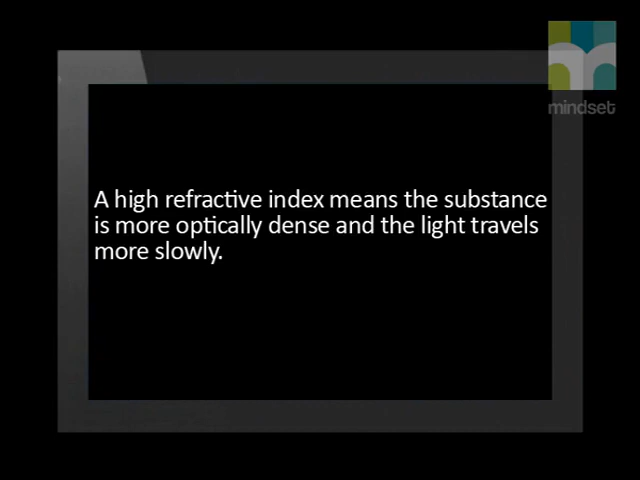 mindset
A high refractive index means the substance
is more optically dense and the light travels
more slowly.